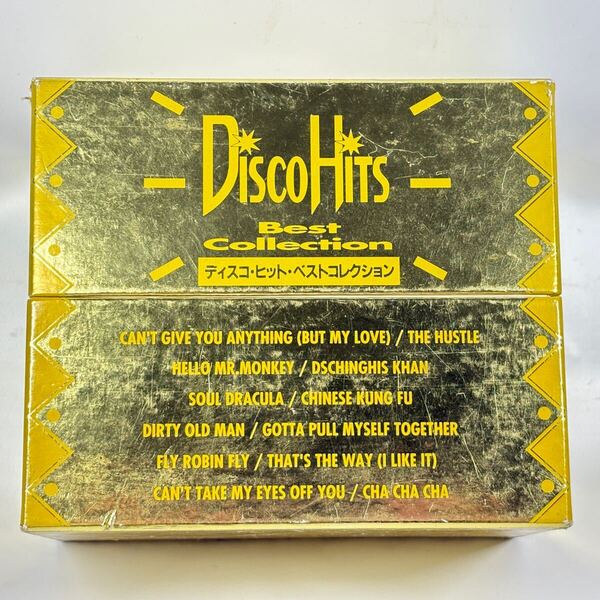 DISCO HITS
Best
Collection
ディスコ・ヒット・ベストコレクション
CAN'T GIVE YOU ANYTHING (BUT MY LOVE) / THE HUSTLE
HELLO MR.MONKEY / DSCHINGHIS KHAN
SOUL DRACULA / CHINESE KUNG FU
DIRTY OLD MAN / GOTTA PULL MYSELF TOGETHER
FLY ROBIN FLY / THAT'S THE WAY (I LIKE IT)
CAN'T TAKE MY EYES OFF YOU / CHA CHA CHA